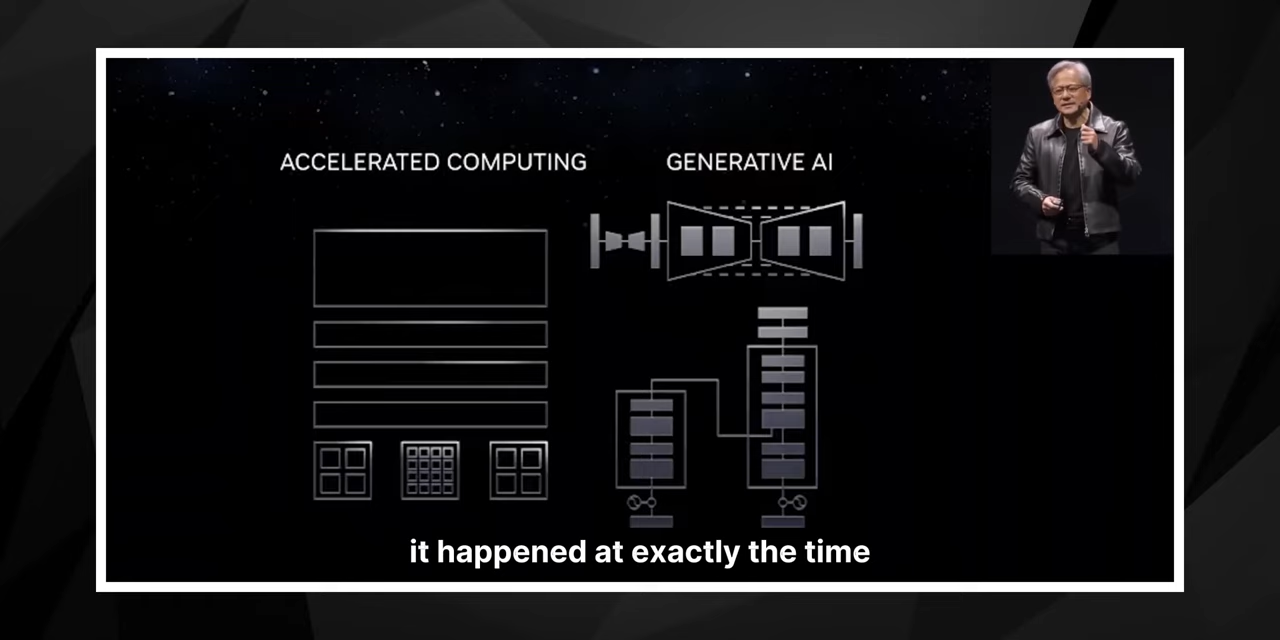 ACCELERATED COMPUTING
GENERATIVE AI
it happened at exactly the time